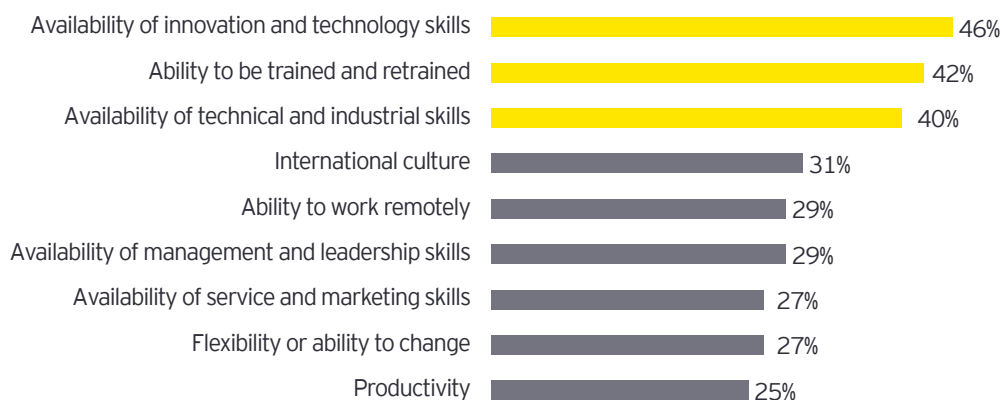 Availability of innovation and technology skills 46%
Ability to be trained and retrained 42%
Availability of technical and industrial skills 40%
International culture 31%
Ability to work remotely 29%
Availability of management and leadership skills 29%
Availability of service and marketing skills 27%
Flexibility or ability to change 27%
Productivity 25%